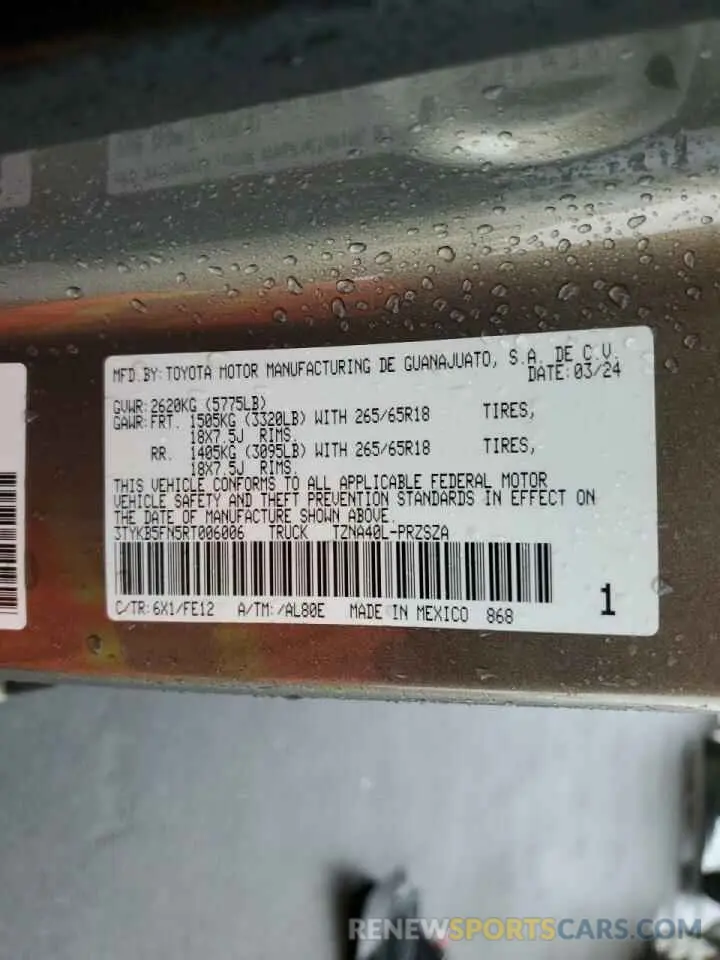 MFD.BY:TOYOTA MOTOR MANUFACTURING DE GUANAJUATO, S.A. DE C.V.
DATE:03/24
GVWR:2620KG (5775LB)
GAWR:FRT. 1505KG (3320LB) WITH 265/65R18 TIRES,
18X7.5J RIMS.
RR. 1405KG (3095LB) WITH 265/65R18 TIRES,
18X7.5J RIMS.
THIS VEHICLE CONFORMS TO ALL APPLICABLE FEDERAL MOTOR
VEHICLE SAFETY AND THEFT PREVENTION STANDARDS IN EFFECT ON
THE DATE OF MANUFACTURE SHOWN ABOVE.
3TYKB5FN5RT006006 TRUCK TZNA40L-PRZSZA
C/TR:6X1/FE12 A/TM:/AL80E MADE IN MEXICO 868
1
RENEWSPORTSCARS.COM